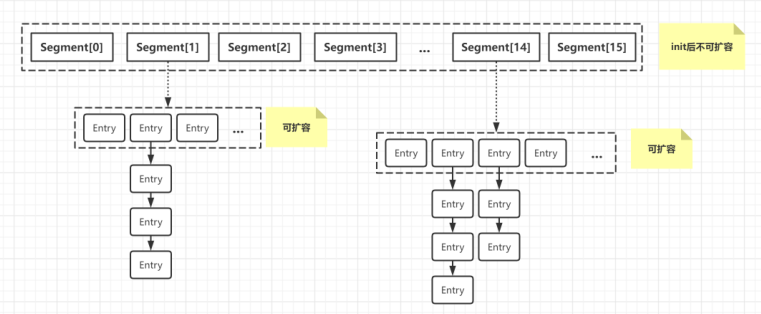 Segment[0] Segment[1] Segment[2] Segment[3] ... Segment[14] Segment[15]
init后不可扩容
Entry Entry Entry ...
可扩容
Entry Entry Entry Entry ...
可扩容
Entry
Entry
Entry
Entry Entry
Entry Entry
Entry